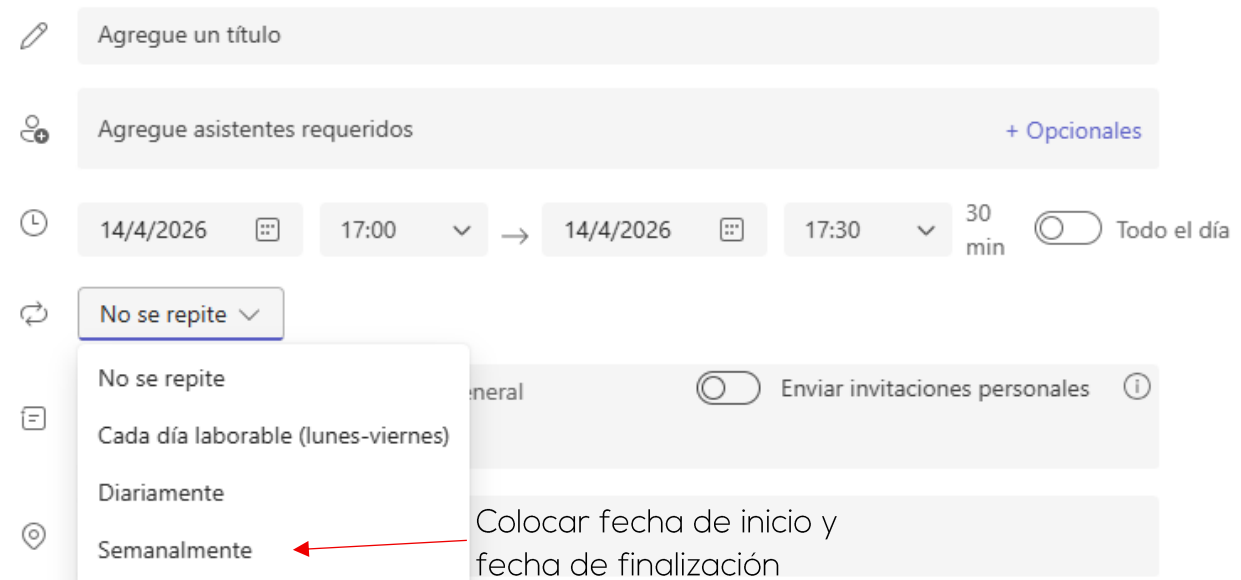 Agregue un título
Agregue asistentes requeridos + Opcionales
14/4/2026 17:00 → 14/4/2026 17:30 30 min Todo el día
No se repite
No se repite
Enviar invitaciones personales
Cada día laborable (lunes-viernes)
Diariamente
Semanalmente
Colocar fecha de inicio y
fecha de finalización